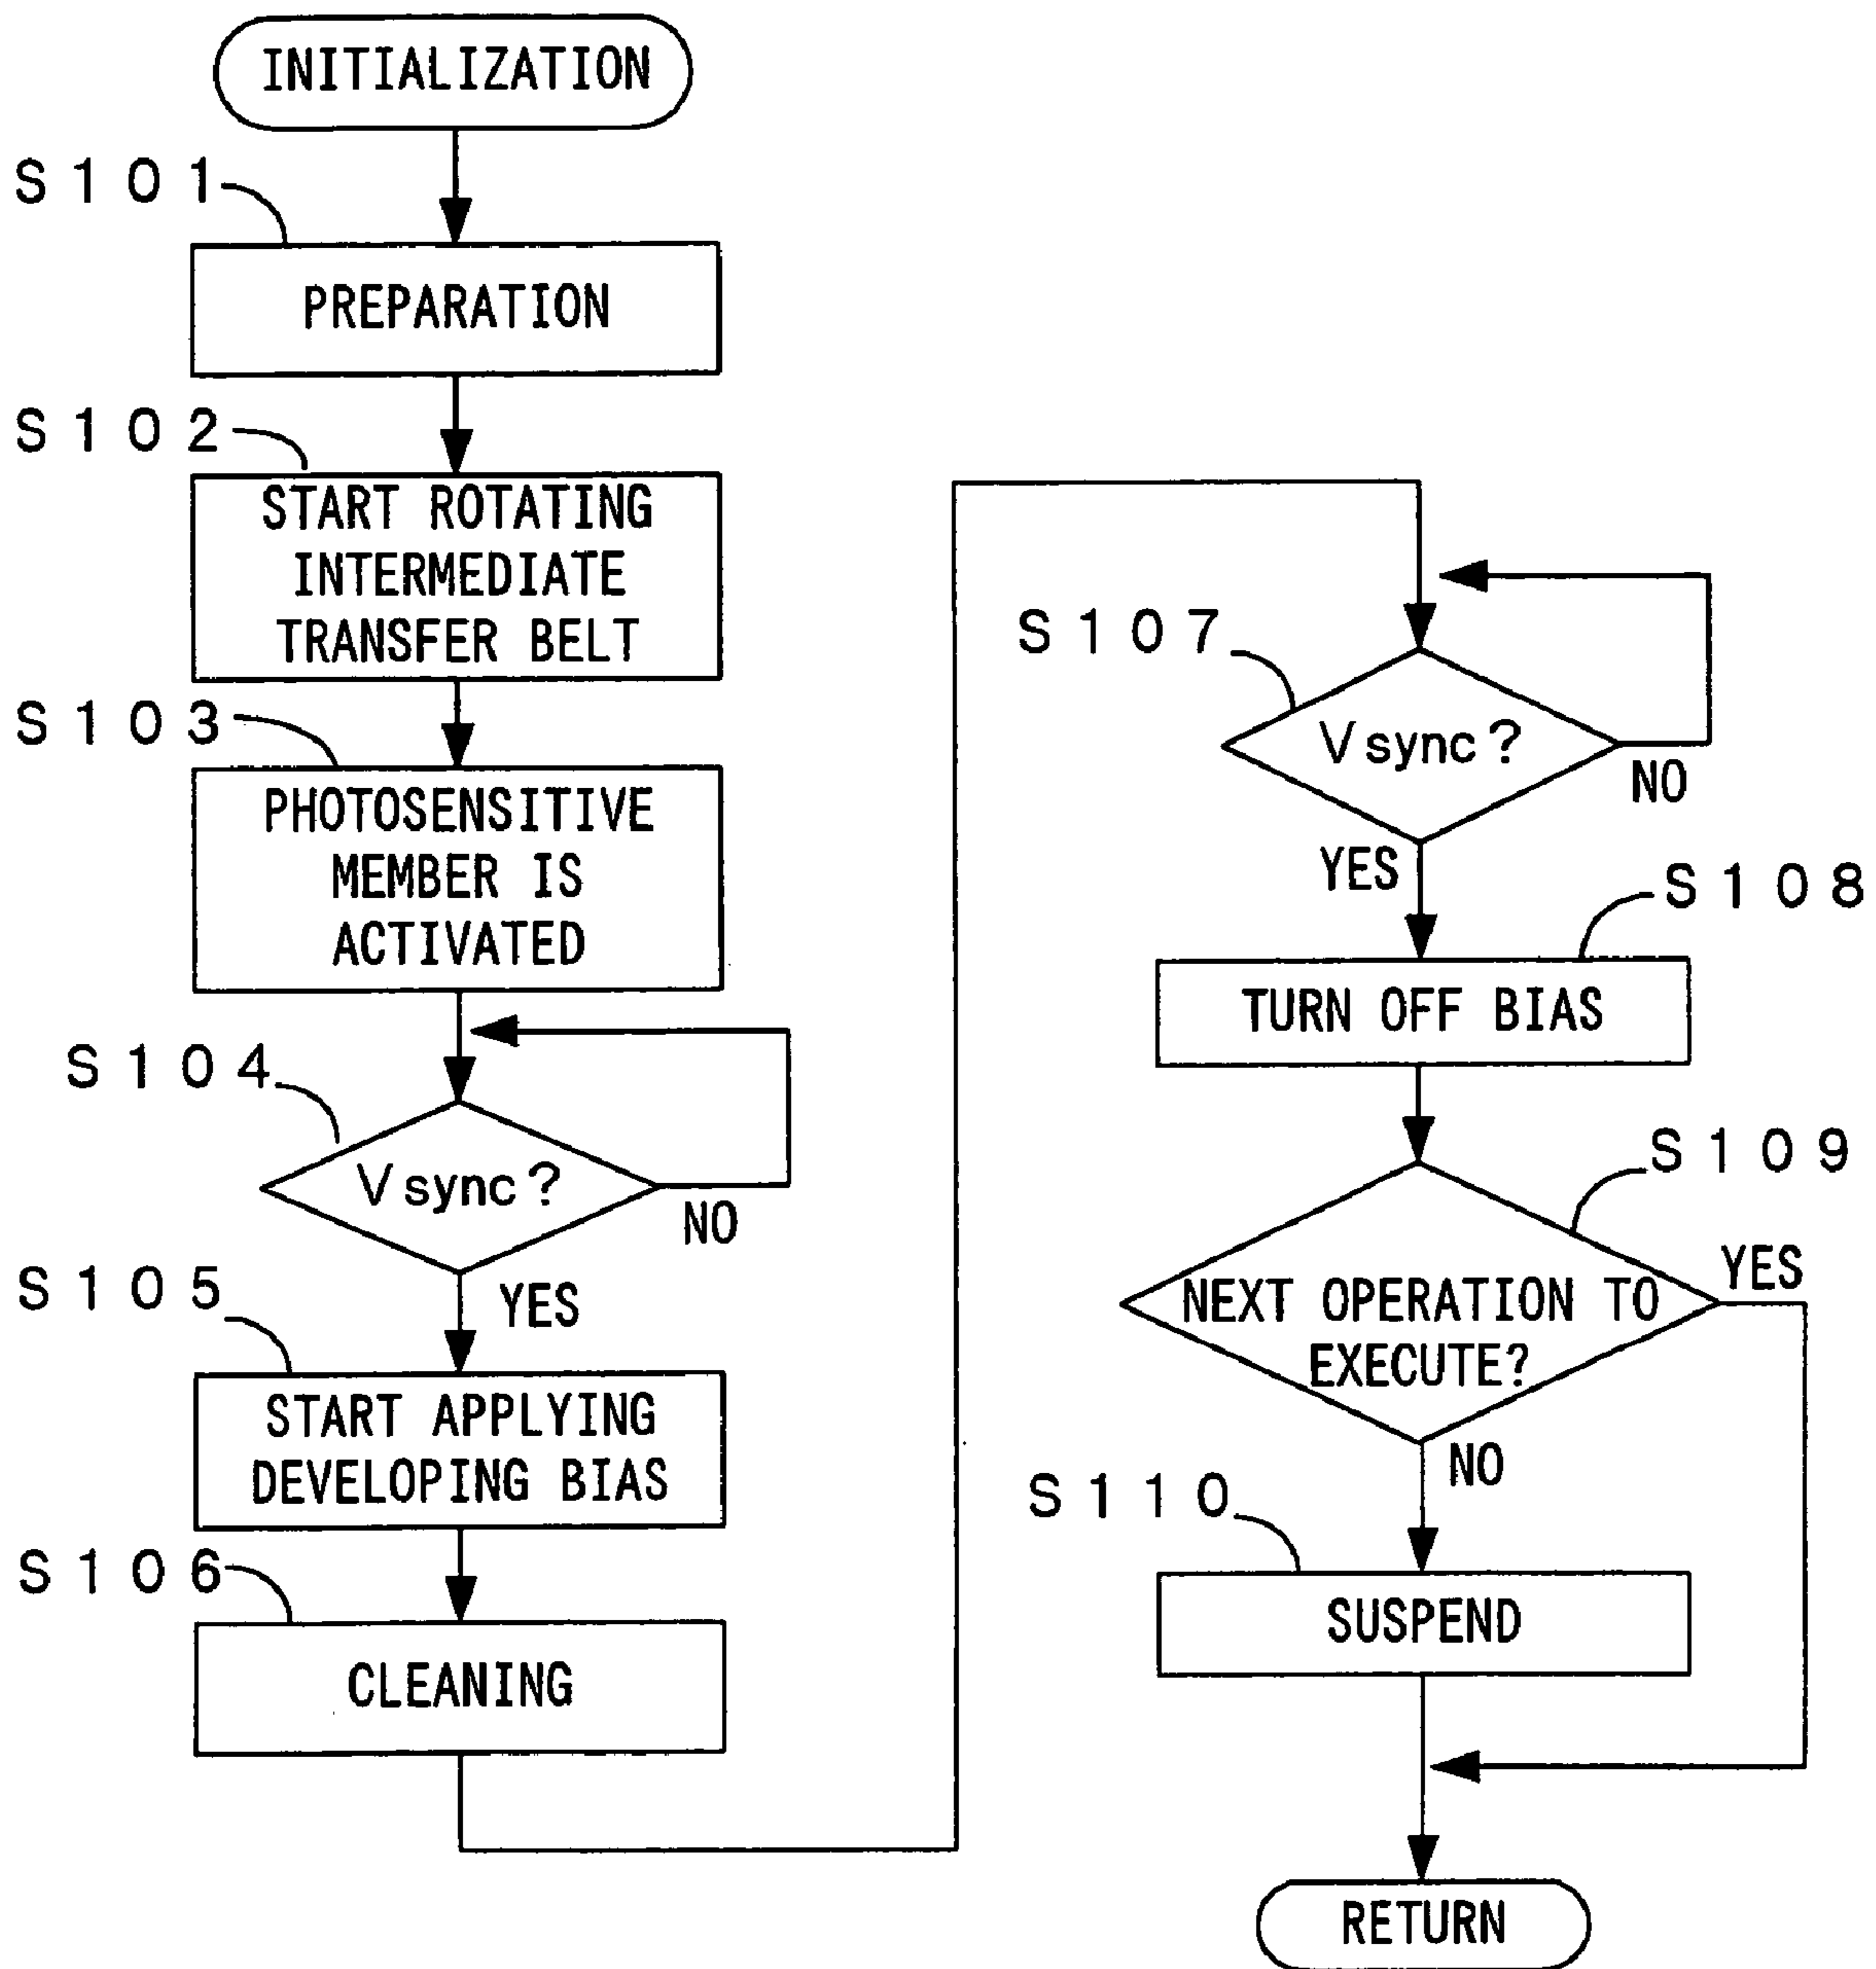 INITIALIZATION
S101
PREPARATION
S102
START ROTATING
INTERMEDIATE
TRANSFER BELT
S103
PHOTOSENSITIVE
MEMBER IS
ACTIVATED
S104
Vsync?
NO
YES
S105
START APPLYING
DEVELOPING BIAS
S106
CLEANING
S107
Vsync?
NO
YES
S108
TURN OFF BIAS
S109
NEXT OPERATION TO
EXECUTE?
YES
NO
S110
SUSPEND
RETURN